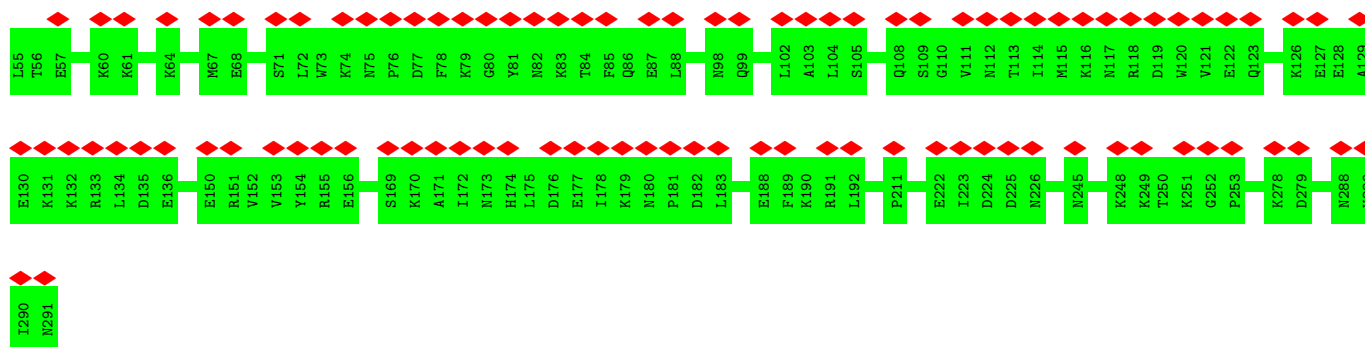 L55 T56 E57 K60 K61 K64 M67 E68 S71 L72 W73 K74 N75 P76 D77 F78 K79 G80 Y81 N82 K83 T84 F85 Q86 E87 L88 N98 Q99 L102 A103 L104 S105 Q108 S109 G110 V111 N112 T113 I114 M115 K116 N117 R118 D119 W120 V121 E122 Q123 K126 E127 E128 A129
E130 K131 K132 R133 L134 D135 E136 E150 R151 V152 V153 Y154 R155 E156 S169 K170 A171 I172 N173 H174 L175 D176 E177 I178 K179 N180 P181 D182 L183 E188 F189 K190 R191 L192 P211 E222 I223 D224 D225 N226 N245 K248 K249 T250 K251 G252 P253 K278 D279 N288
I290 N291